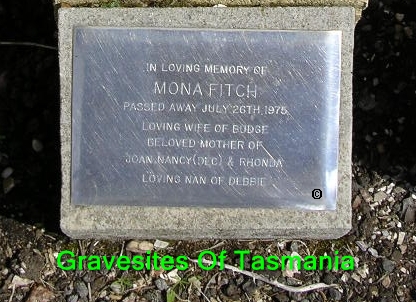 IN LOVING MEMORY OF
MONA FITCH
PASSED AWAY JULY 26TH, 1975
LOVING WIFE OF BUDGE
BELOVED MOTHER OF
JOAN, NANCY (DEC) & RHONDA
LOVING NAN OF DEBBIE
©
Gravesites Of Tasmania